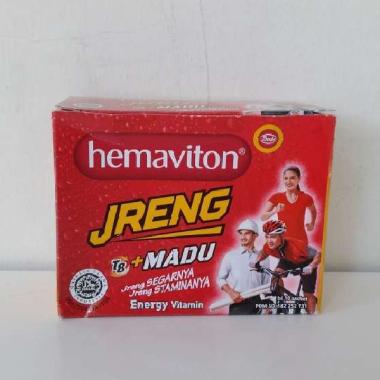 hemaviton®
JRENG
TB+MADU
Jreng SEGARNYA
Jreng STAMINANYA
Energy Vitamin